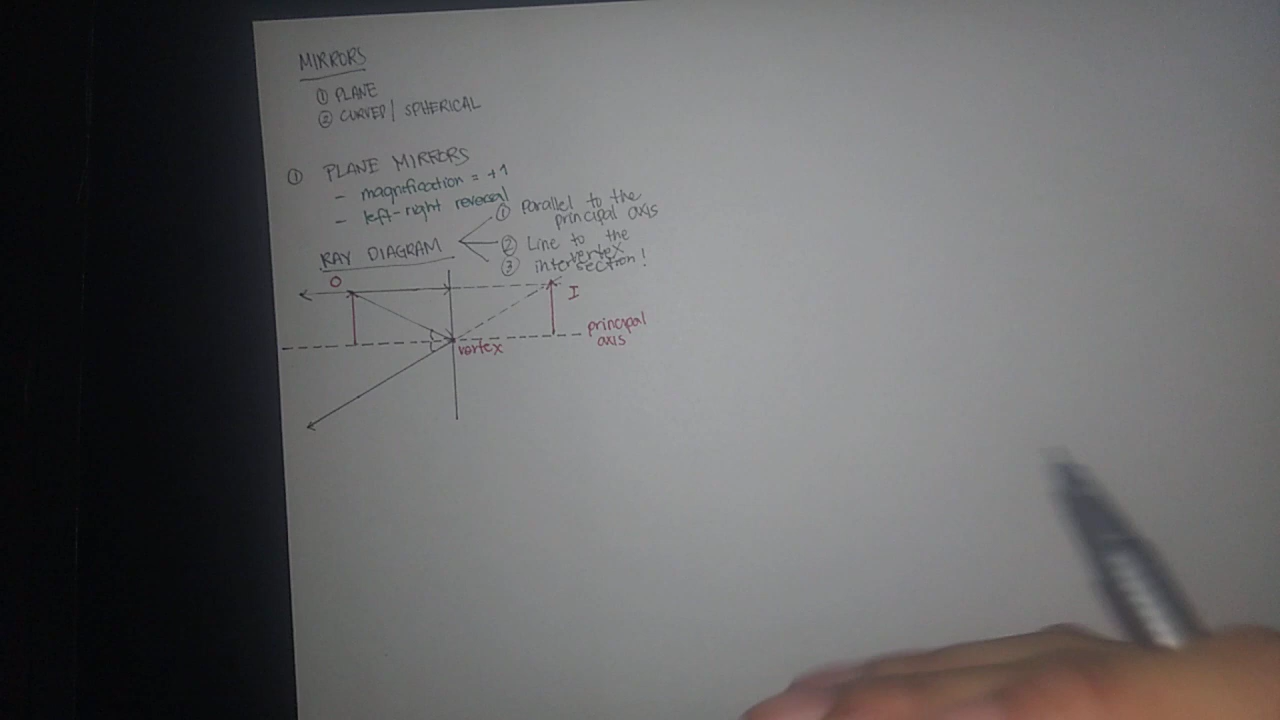 MIRRORS
① PLANE
② CURVED/ SPHERICAL
① PLANE MIRRORS
- magnification = +1
- left-right reversal
RAY DIAGRAM
① Parallel to the
principal axis
② Line to the
vertex
③ intersection!
O
I
principal
axis
vertex